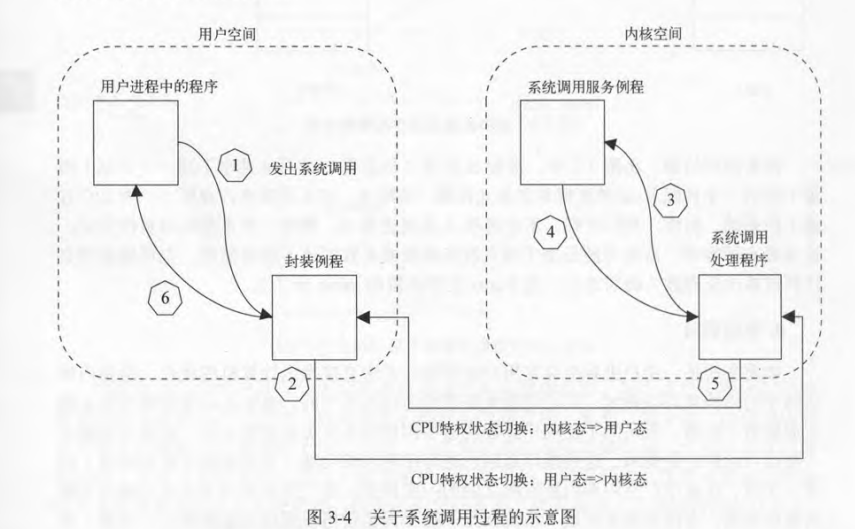 用户空间
内核空间
用户进程中的程序
系统调用服务例程
1
发出系统调用
3
4
系统调用
处理程序
封装例程
6
2
5
CPU特权状态切换：内核态=>用户态
CPU特权状态切换：用户态=>内核态
图 3-4 关于系统调用过程的示意图